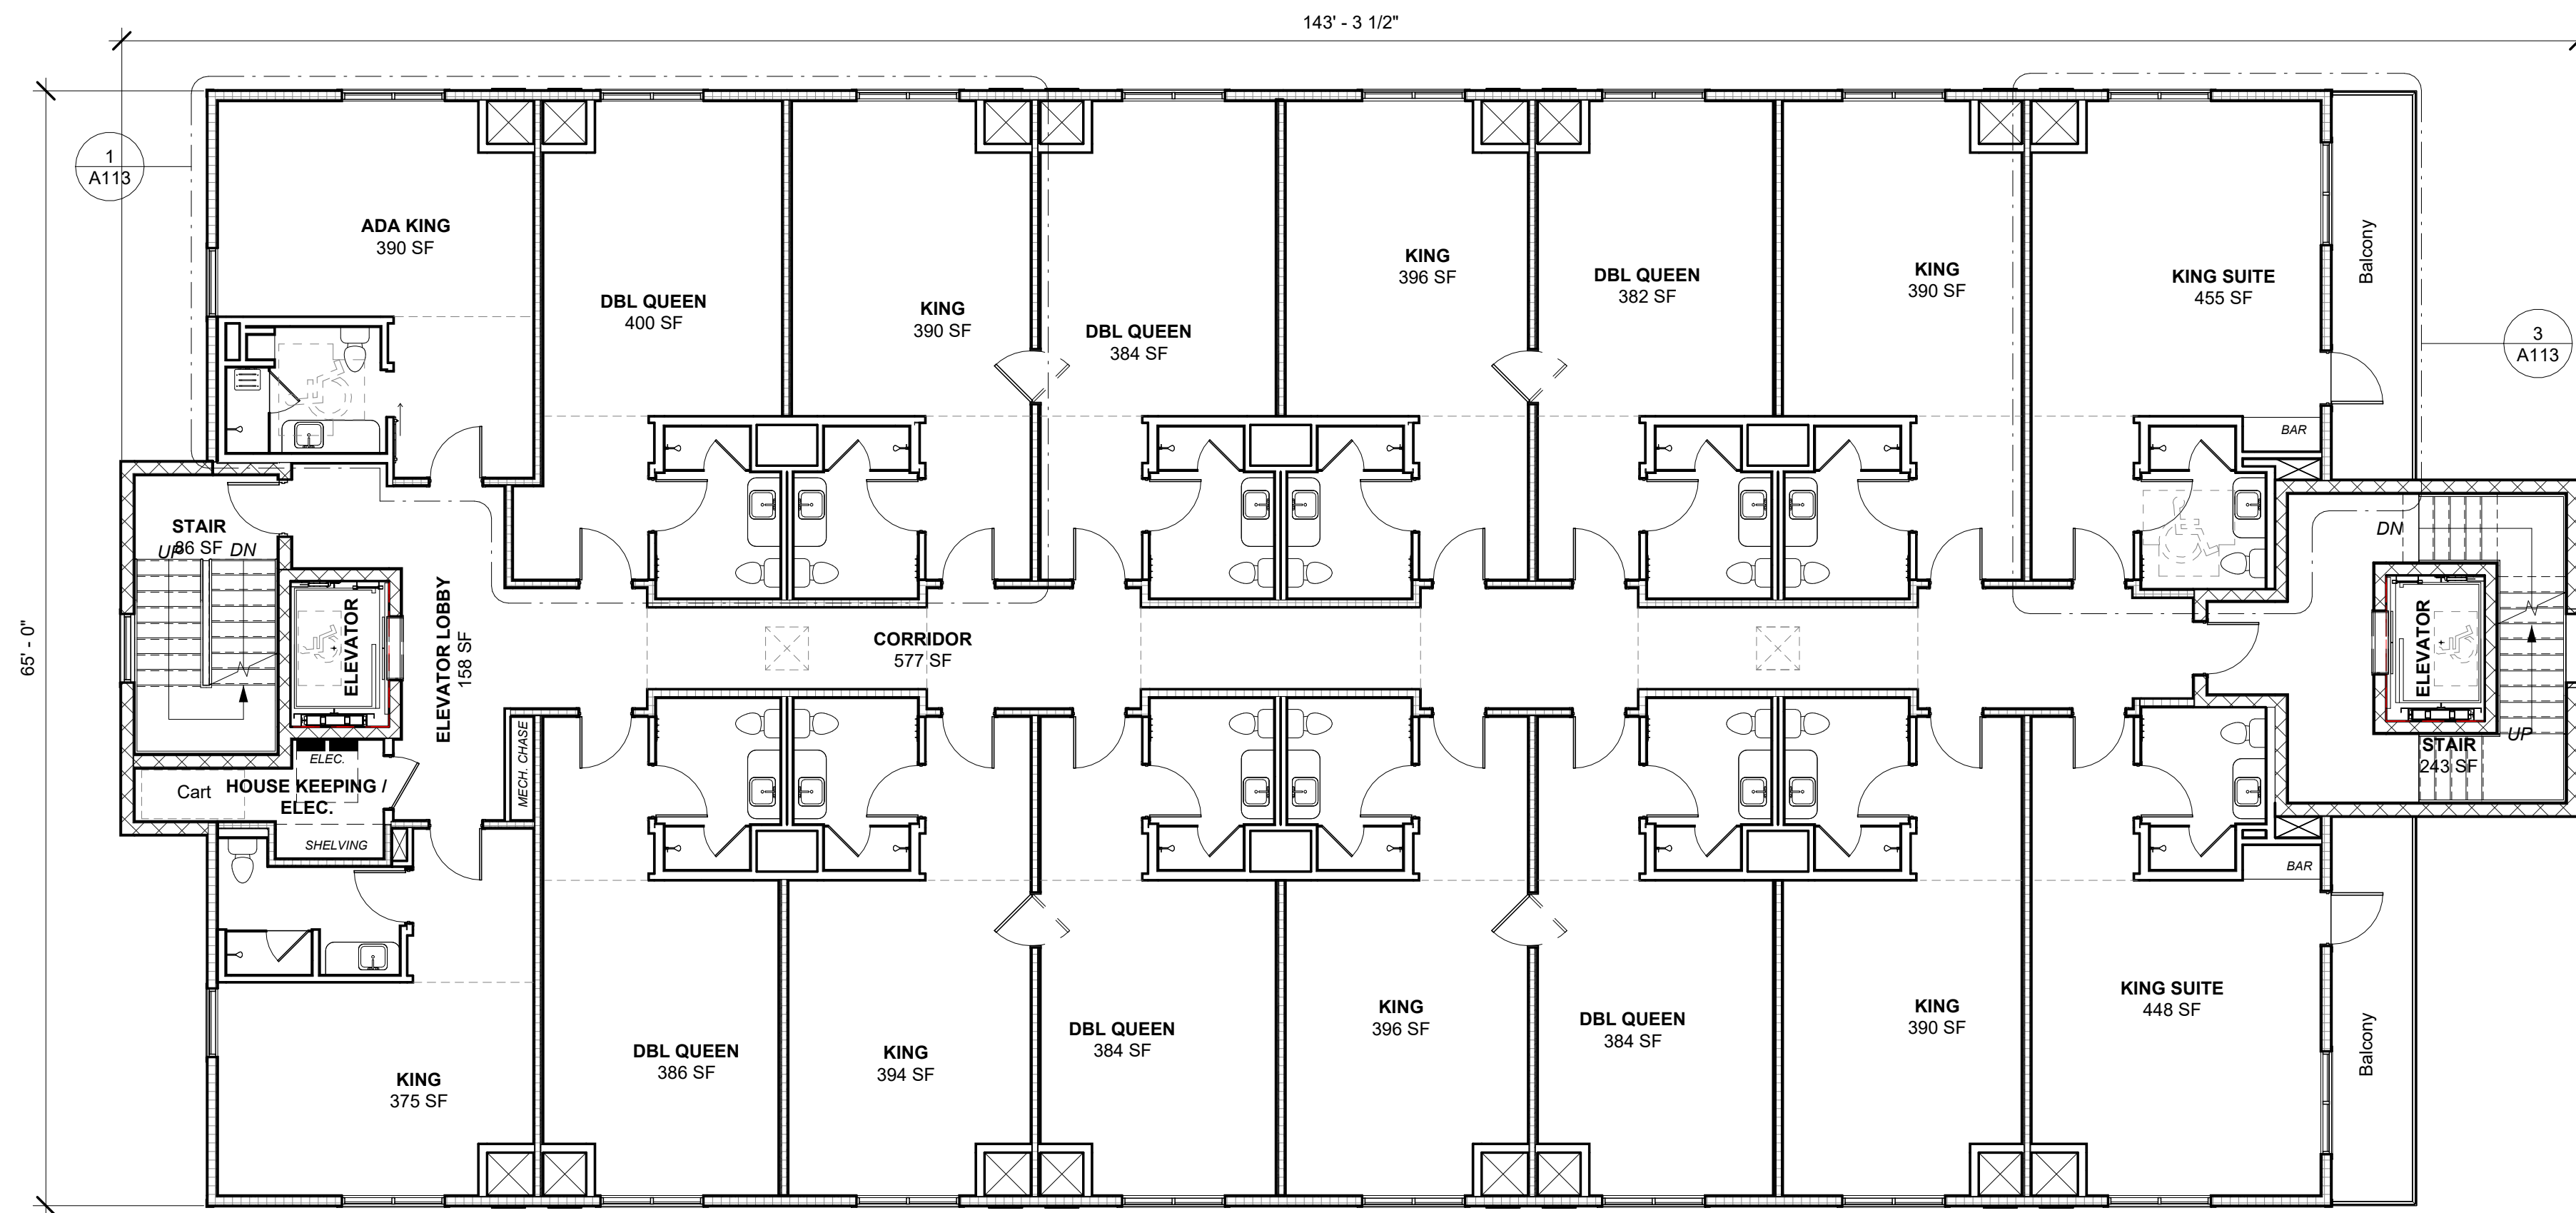 143' - 3 1/2"
65' - 0"
1
A113
3
A113
ADA KING
390 SF
DBL QUEEN
400 SF
KING
390 SF
DBL QUEEN
384 SF
KING
396 SF
DBL QUEEN
382 SF
KING
390 SF
KING SUITE
455 SF
Balcony
BAR
STAIR
86 SF
UP
DN
ELEVATOR
ELEVATOR LOBBY
158 SF
CORRIDOR
577 SF
DN
ELEVATOR
UP
STAIR
243 SF
MECH. CHASE
ELEC.
Cart
HOUSE KEEPING /
ELEC.
SHELVING
BAR
KING
375 SF
DBL QUEEN
386 SF
KING
394 SF
DBL QUEEN
384 SF
KING
396 SF
DBL QUEEN
384 SF
KING
390 SF
KING SUITE
448 SF
Balcony